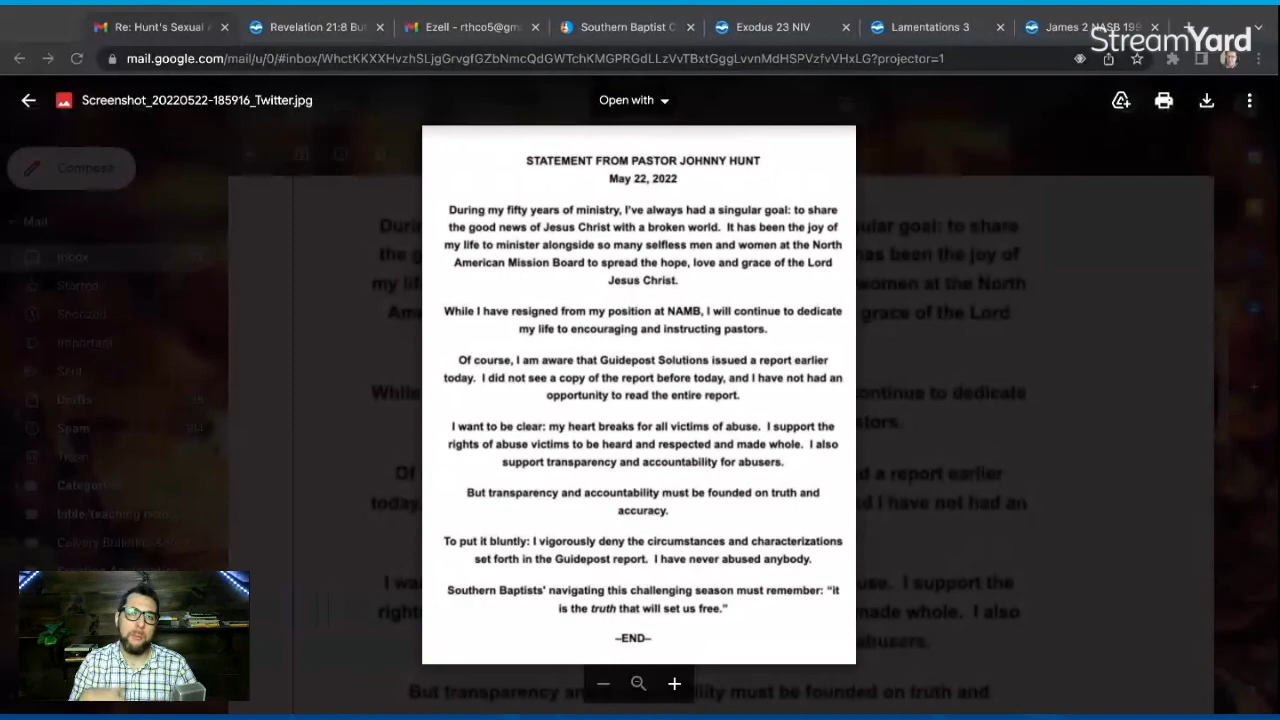 Re: Hunt's Sexual A
Revelation 21:8 Bu
Ezell - rthco5@gm
Southern Baptist C
Exodus 23 NIV
Lamentations 3
James 2 NASB 199
StreamYard
mail.google.com/mail/u/0/#inbox/WhctKKXXHvzhSLjgGrvgfGZbNmcQdGWTchKMGPRGdLLzVvTBxtGggLvvnMdHSPVzfvVHxLG?projector=1
Screenshot_20220522-185916_Twitter.jpg
Open with
STATEMENT FROM PASTOR JOHNNY HUNT
May 22, 2022
During my fifty years of ministry, I've always had a singular goal: to share
the good news of Jesus Christ with a broken world. It has been the joy of
my life to minister alongside so many selfless men and women at the North
American Mission Board to spread the hope, love and grace of the Lord
Jesus Christ.
While I have resigned from my position at NAMB, I will continue to dedicate
my life to encouraging and instructing pastors.
Of course, I am aware that Guidepost Solutions issued a report earlier
today. I did not see a copy of the report before today, and I have not had an
opportunity to read the entire report.
I want to be clear: my heart breaks for all victims of abuse. I support the
rights of abuse victims to be heard and respected and made whole. I also
support transparency and accountability for abusers.
But transparency and accountability must be founded on truth and
accuracy.
To put it bluntly: I vigorously deny the circumstances and characterizations
set forth in the Guidepost report. I have never abused anybody.
Southern Baptists' navigating this challenging season must remember: "it
is the truth that will set us free."
–END–
Compose
Mail
Inbox
Starred
Snoozed
Important
Sent
Drafts
Spam
Trash
Categories